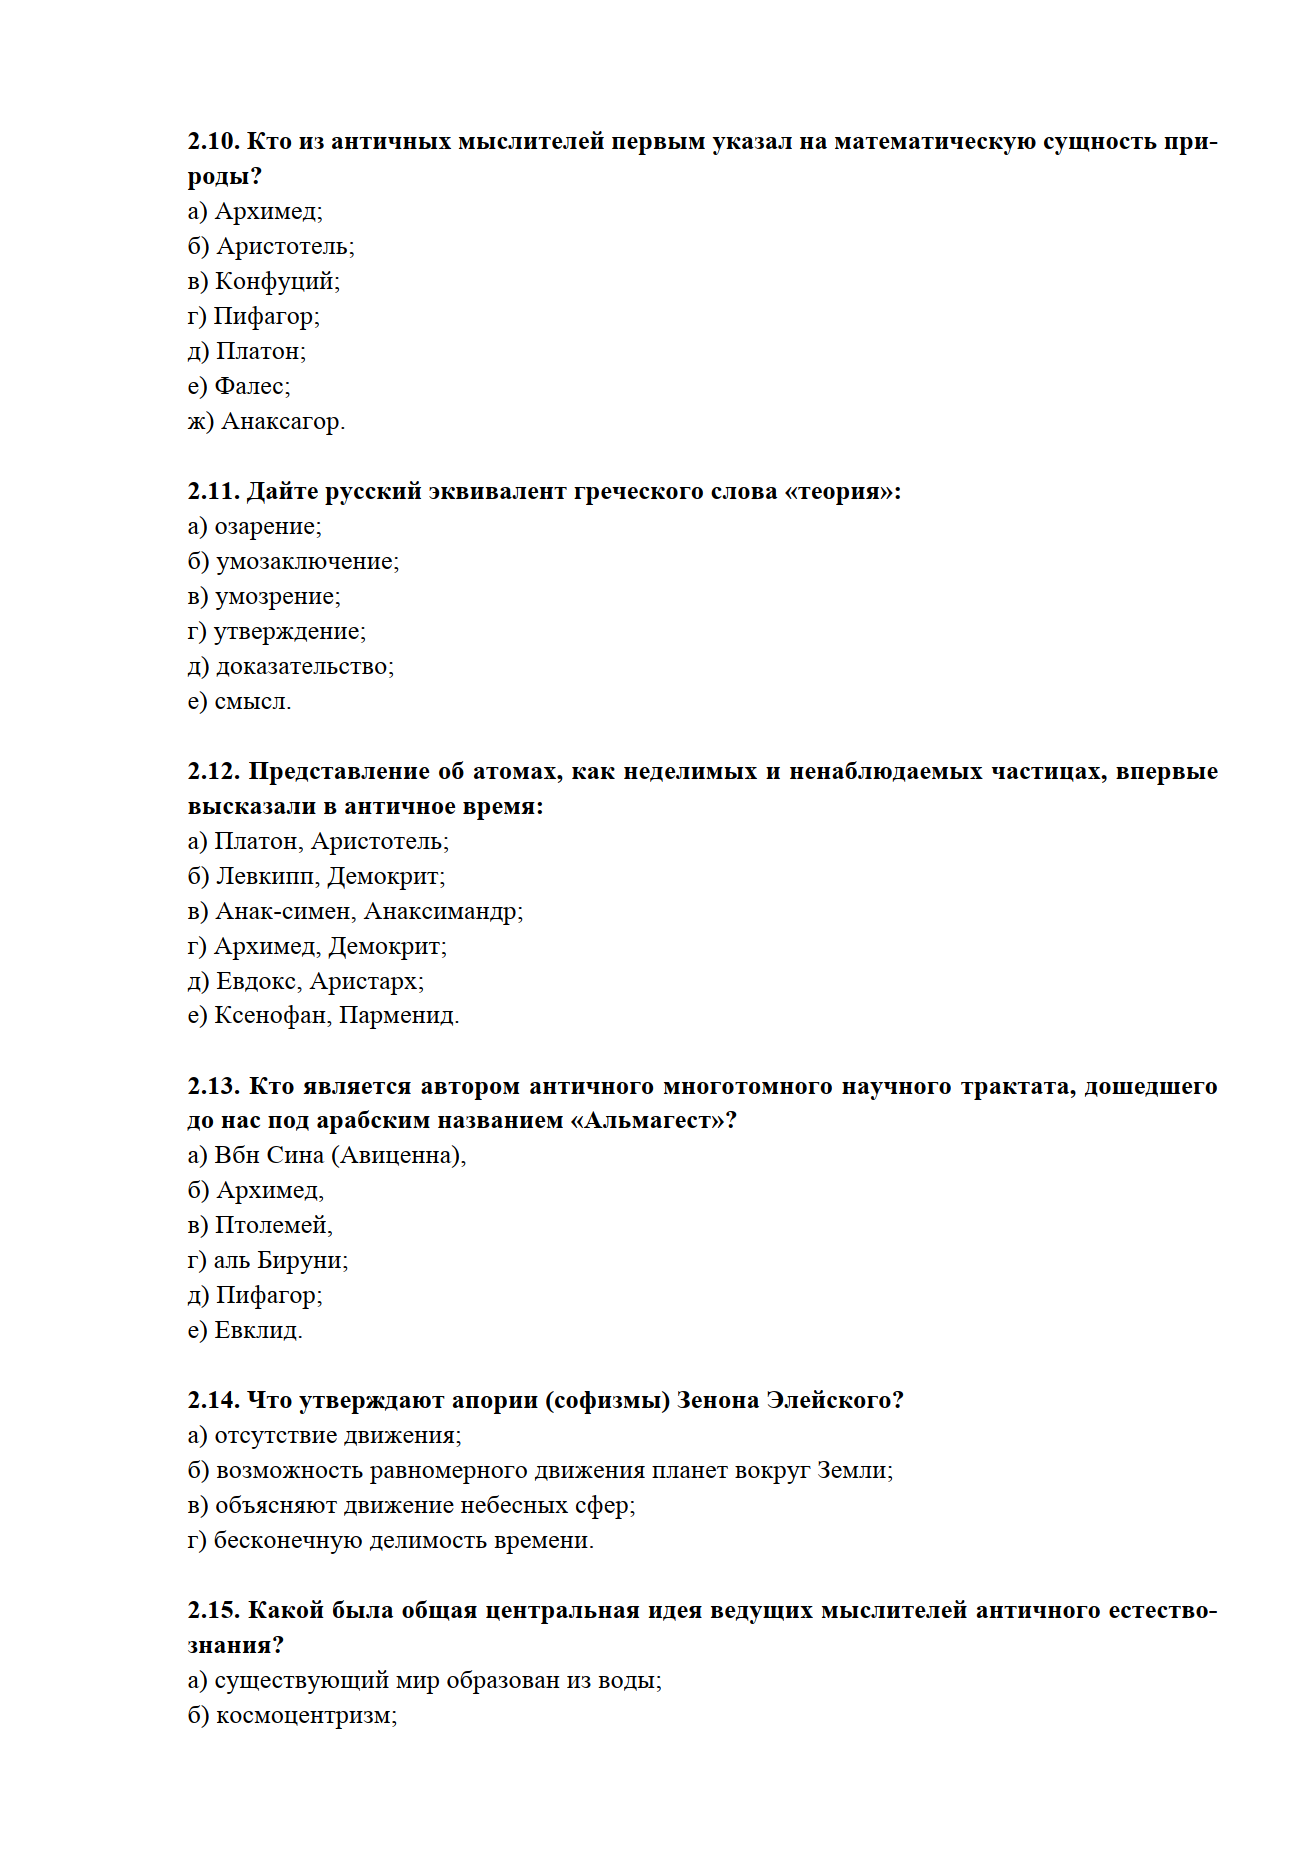 2.10. Кто из античных мыслителей первым указал на математическую сущность при-
роды?
а) Архимед;
б) Аристотель;
в) Конфуций;
г) Пифагор;
д) Платон;
е) Фалес;
ж) Анаксагор.
2.11. Дайте русский эквивалент греческого слова «теория»:
а) озарение;
б) умозаключение;
в) умозрение;
г) утверждение;
д) доказательство;
е) смысл.
2.12. Представление об атомах, как неделимых и ненаблюдаемых частицах, впервые
высказали в античное время:
а) Платон, Аристотель;
б) Левкипп, Демокрит;
в) Анак-симен, Анаксимандр;
г) Архимед, Демокрит;
д) Евдокс, Аристарх;
е) Ксенофан, Парменид.
2.13. Кто является автором античного многотомного научного трактата, дошедшего
до нас под арабским названием «Альмагест»?
а) Вбн Сина (Авиценна),
б) Архимед,
в) Птолемей,
г) аль Бируни;
д) Пифагор;
е) Евклид.
2.14. Что утверждают апории (софизмы) Зенона Элейского?
а) отсутствие движения;
б) возможность равномерного движения планет вокруг Земли;
в) объясняют движение небесных сфер;
г) бесконечную делимость времени.
2.15. Какой была общая центральная идея ведущих мыслителей античного естество-
знания?
а) существующий мир образован из воды;
б) космоцентризм;